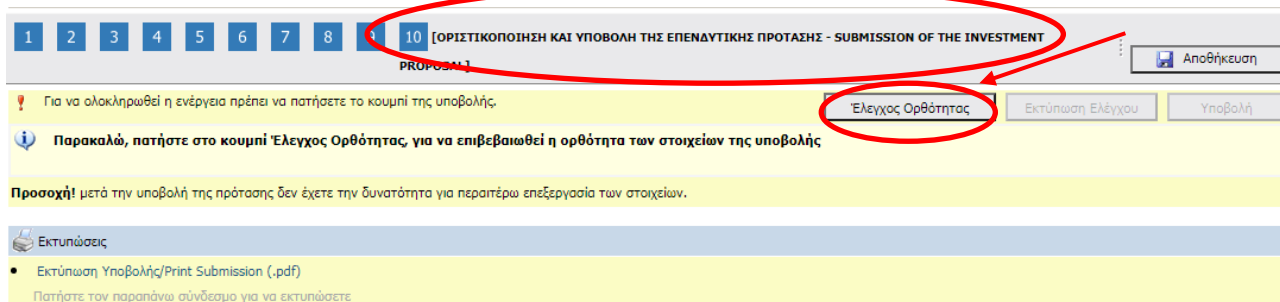 1 2 3 4 5 6 7 8 9 10 [ΟΡΙΣΤΙΚΟΠΟΙΗΣΗ ΚΑΙ ΥΠΟΒΟΛΗ ΤΗΣ ΕΠΕΝΔΥΤΙΚΗΣ ΠΡΟΤΑΣΗΣ - SUBMISSION OF THE INVESTMENT
PROPOSAL]
Αποθήκευση
Για να ολοκληρωθεί η ενέργεια πρέπει να πατήσετε το κουμπί της υποβολής.
Έλεγχος Ορθότητας Εκτύπωση Ελέγχου Υποβολή
Παρακαλώ, πατήστε στο κουμπί Έλεγχος Ορθότητας, για να επιβεβαιωθεί η ορθότητα των στοιχείων της υποβολής
Προσοχή! μετά την υποβολή της πρότασης δεν έχετε την δυνατότητα για περαιτέρω επεξεργασία των στοιχείων.
Εκτυπώσεις
• Εκτύπωση Υποβολής/Print Submission (.pdf)
Πατήστε τον παραπάνω σύνδεσμο για να εκτυπώσετε